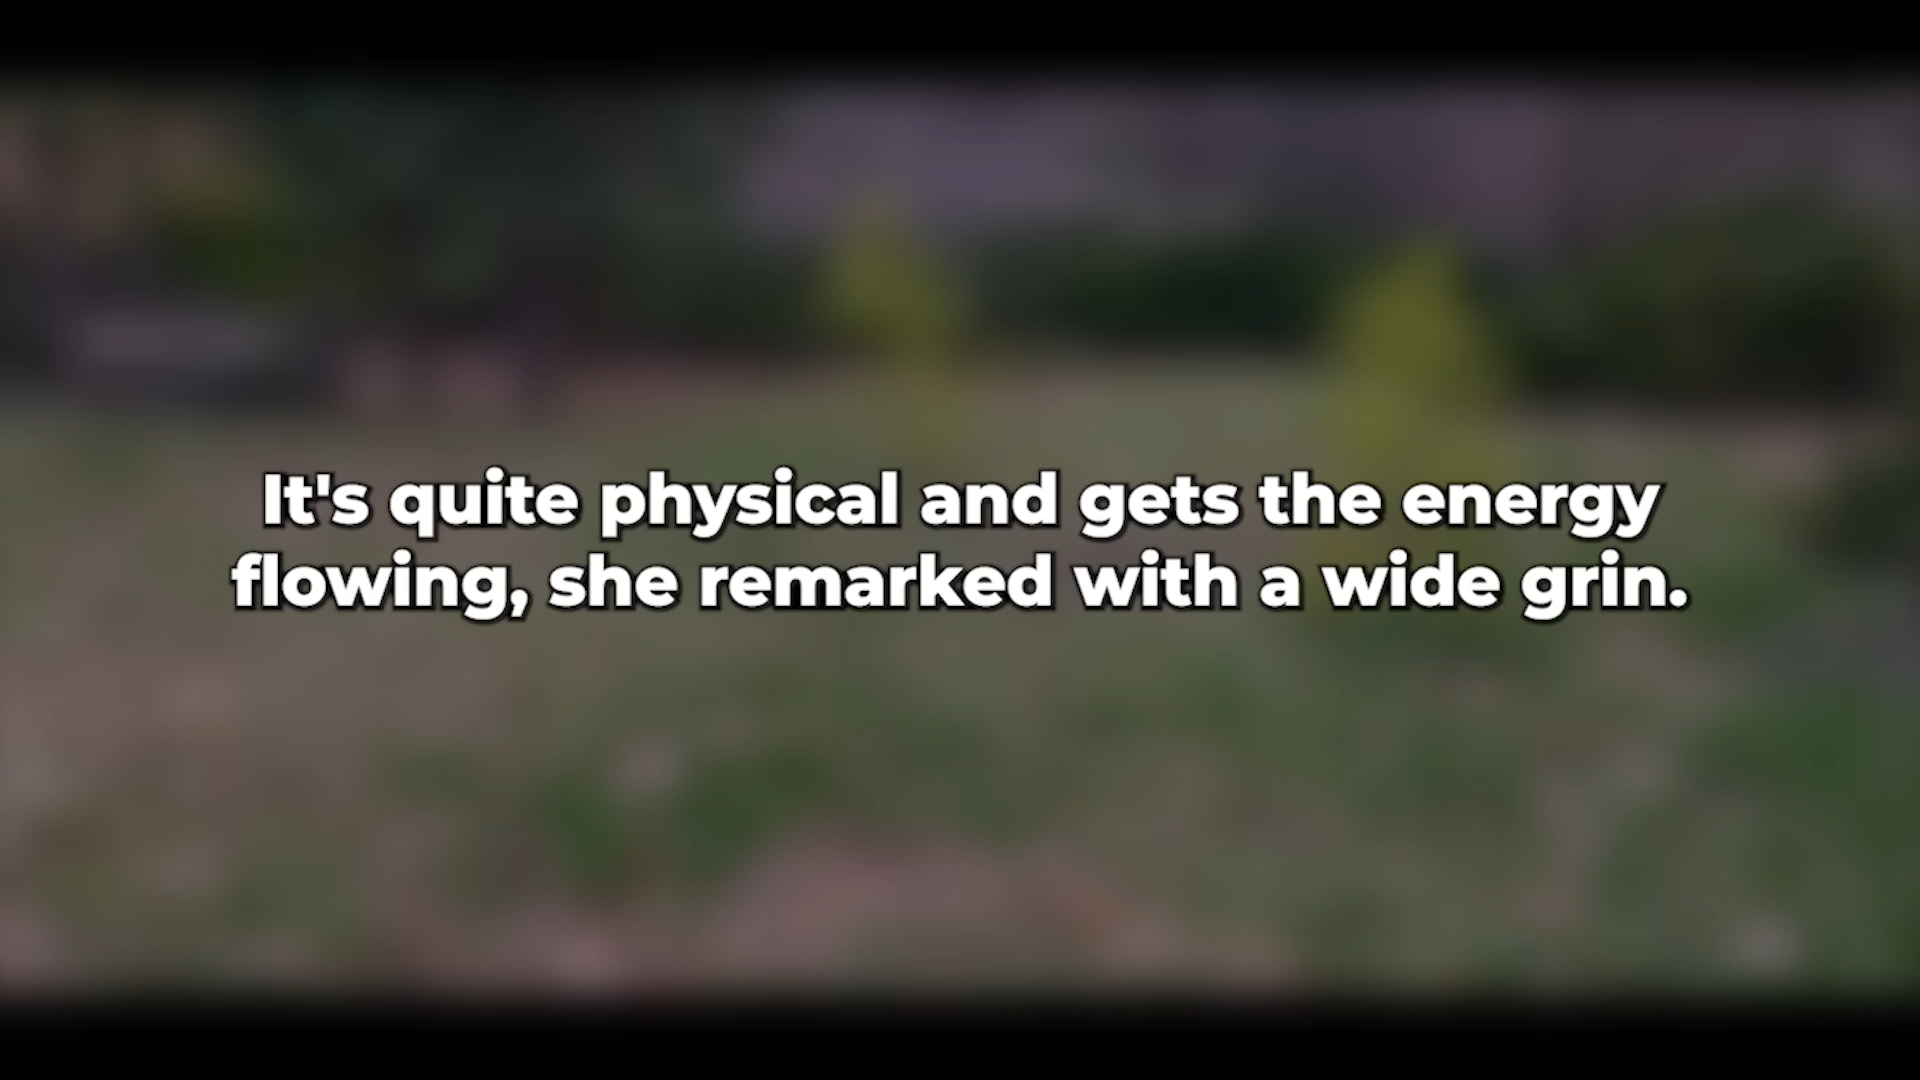 It's quite physical and gets the energy
flowing, she remarked with a wide grin.